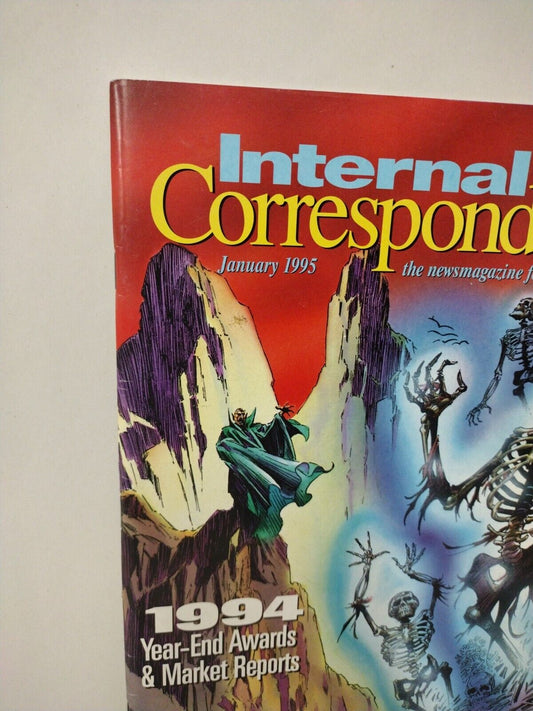 Internal
Correspond
January 1995
the newsmagazine f
1994
Year-End Awards
& Market Reports